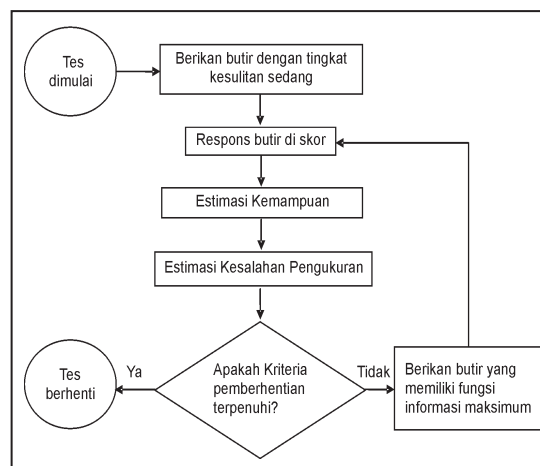 Tes
dimulai
Berikan butir dengan tingkat
kesulitan sedang
Respons butir di skor
Estimasi Kemampuan
Estimasi Kesalahan Pengukuran
Apakah Kriteria
pemberhentian
terpenuhi?
Ya
Tes
berhenti
Tidak
Berikan butir yang
memiliki fungsi
informasi maksimum